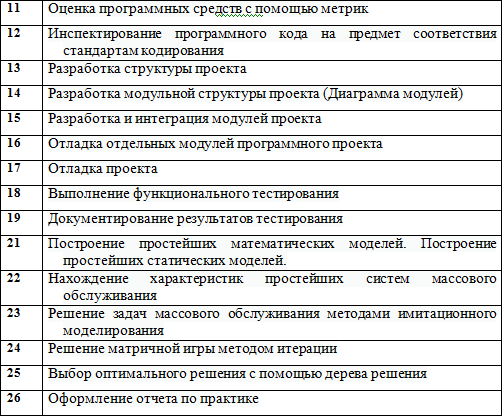 11 Оценка программных средств с помощью метрик
12 Инспектирование программного кода на предмет соответствия
стандартам кодирования
13 Разработка структуры проекта
14 Разработка модульной структуры проекта (Диаграмма модулей)
15 Разработка и интеграция модулей проекта
16 Отладка отдельных модулей программного проекта
17 Отладка проекта
18 Выполнение функционального тестирования
19 Документирование результатов тестирования
21 Построение простейших математических моделей. Построение
простейших статических моделей.
22 Нахождение характеристик простейших систем массового
обслуживания
23 Решение задач массового обслуживания методами имитационного
моделирования
24 Решение матричной игры методом итерации
25 Выбор оптимального решения с помощью дерева решения
26 Оформление отчета по практике